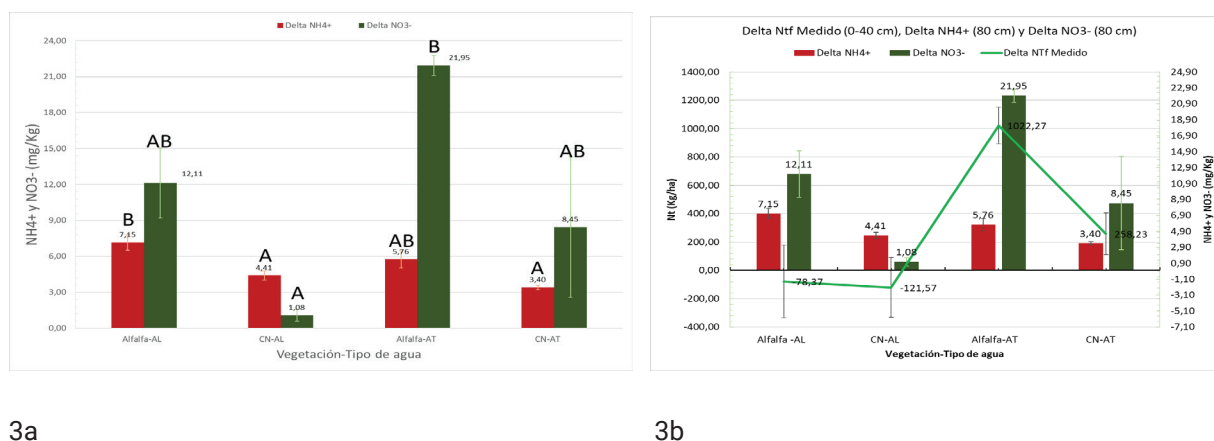 Delta NH4+ Delta NO3-
24,00
21,00
18,00
15,00
12,00
9,00
6,00
3,00
0,00
NH4+ y NO3- (mg/Kg)
B
21,95
AB
12,11
AB
8,45
B
7,15
A
4,41
A
1,08
AB
5,76
A
3,40
Alfalfa-AL CN-AL Alfalfa-AT CN-AT
Vegetación-Tipo de agua
3a
Delta Ntf Medido (0-40 cm), Delta NH4+ (80 cm) y Delta NO3- (80 cm)
Delta NH4+ Delta NO3- Delta NTf Medido
1400,00
1200,00
1000,00
800,00
600,00
400,00
200,00
0,00
-200,00
-400,00
Nt (Kg/ha)
24,90
22,90
20,90
18,90
16,90
14,90
12,90
10,90
8,90
6,90
4,90
2,90
0,90
-1,10
-3,10
-5,10
-7,10
NH4+ y NO3- (mg/Kg)
21,95
1022,27
12,11
7,15
4,41
1,08
5,76
8,45
3,40
258,23
-78,37
-121,57
Alfalfa -AL CN-AL Alfalfa-AT CN-AT
Vegetación-Tipo de agua
3b